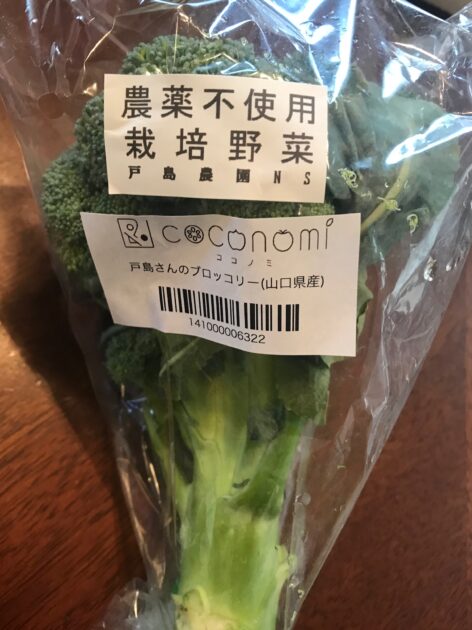 農薬不使用
栽培野菜
戸島農園NS
coconomi
ココノミ
戸島さんのブロッコリー(山口県産)
141000006322